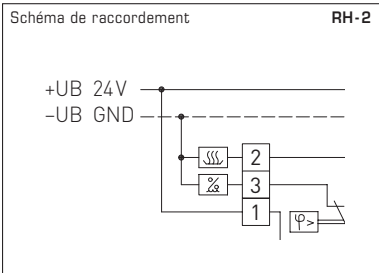 Schéma de raccordement RH-2
+UB 24V
–UB GND
2
%
3
1
φ>